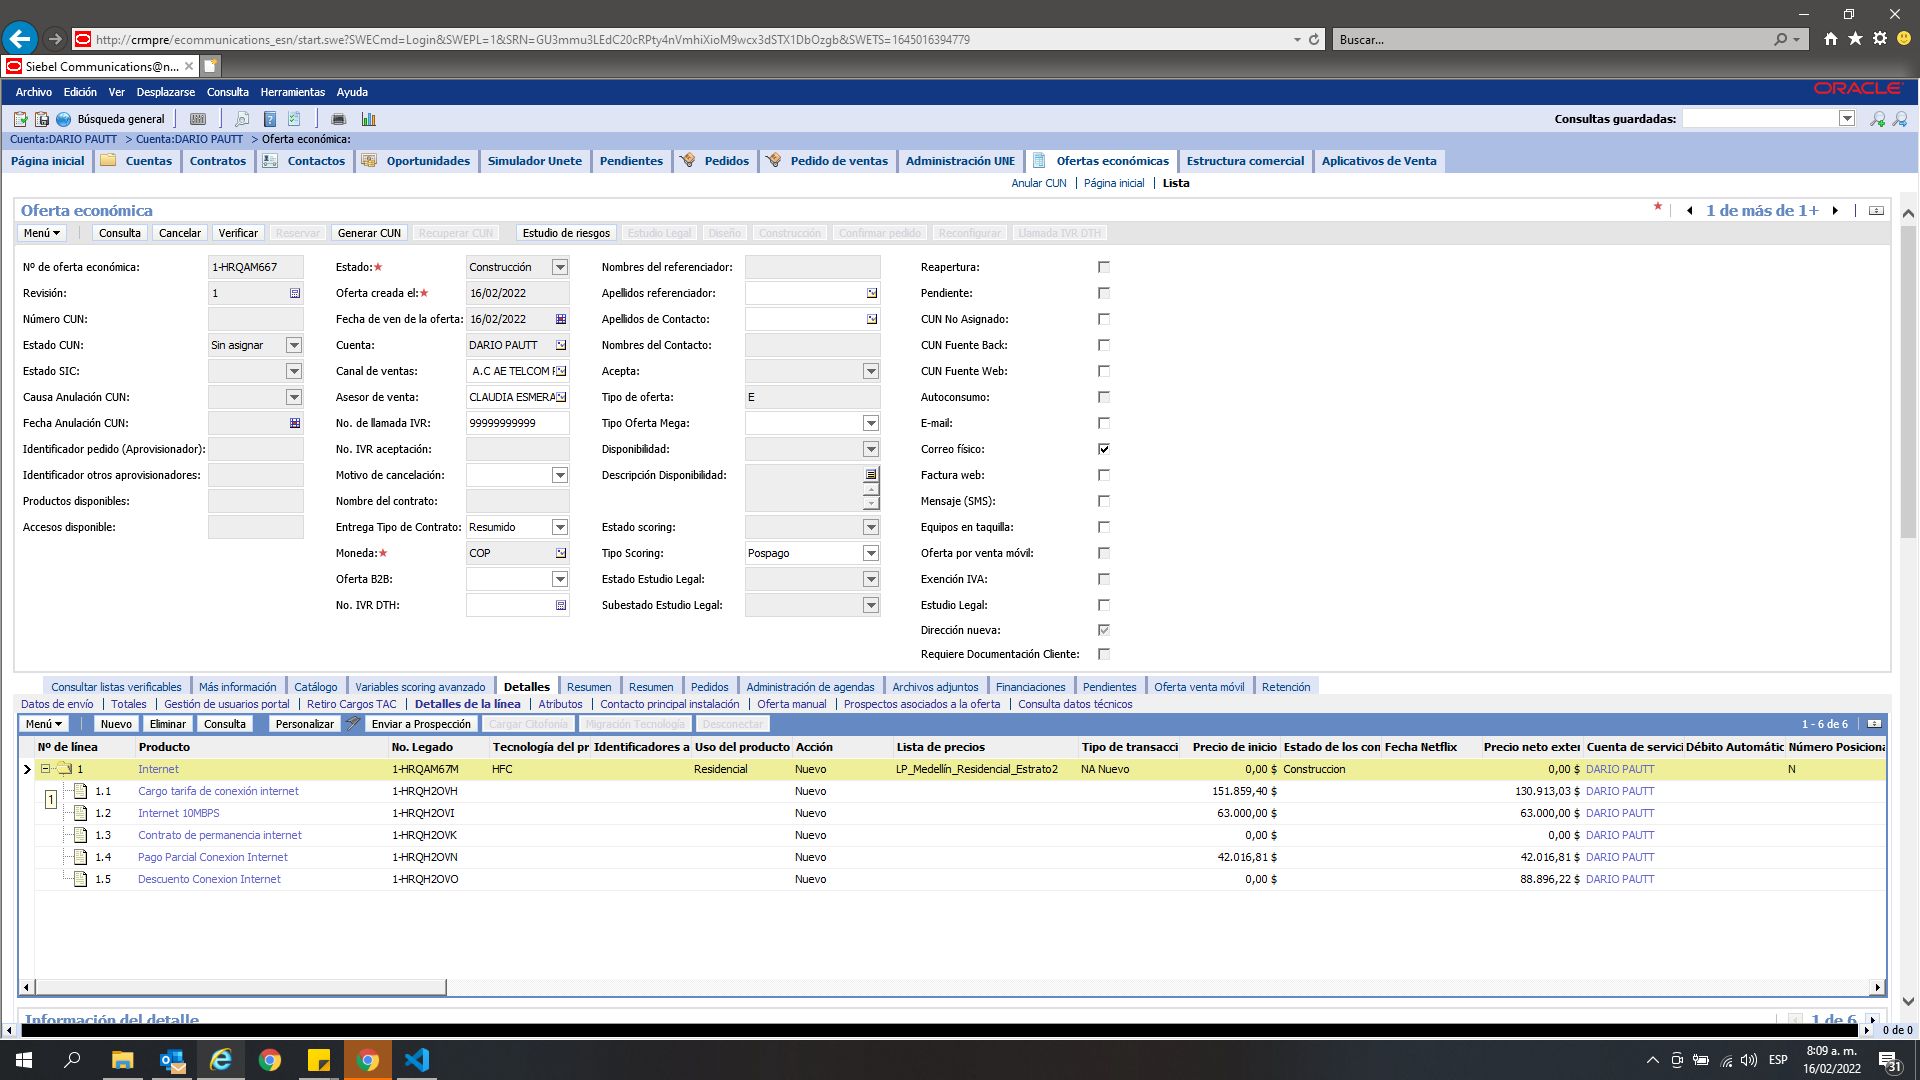 http://crmpre/ecommunications_esn/start.swe?SWECmd=Login&SWEPL=1&SRN=GU3mmu3LEdC20cRPty4nVmhiXioM9wcx3dSTX1DbOzgb&SWETS=1645016394779
Buscar...
Siebel Communications@n...
Archivo Edición Ver Desplazarse Consulta Herramientas Ayuda
ORACLE
Búsqueda general
Consultas guardadas:
Cuenta:DARIO PAUTT > Cuenta:DARIO PAUTT > Oferta económica:
Página inicial Cuentas Contratos Contactos Oportunidades Simulador Unete Pendientes Pedidos Pedido de ventas Administración UNE Ofertas económicas Estructura comercial Aplicativos de Venta
Anular CUN Página inicial Lista
Oferta económica
1 de más de 1+
Menú Consulta Cancelar Verificar Reservar Generar CUN Recuperar CUN Estudio de riesgos Estudio Legal Diseño Construcción Confirmar pedido Reconfigurar Llamada IVR DTH
Nº de oferta económica: 1-HRQAM667 Estado:* Construcción Nombres del referenciador: Reapertura:
Revisión: 1 Oferta creada el:* 16/02/2022 Apellidos referenciador: Pendiente:
Número CUN: Fecha de ven de la oferta: 16/02/2022 Apellidos de Contacto: CUN No Asignado:
Estado CUN: Sin asignar Cuenta: DARIO PAUTT Nombres del Contacto: CUN Fuente Back:
Estado SIC: Canal de ventas: A.C AE TELCOM F Acepta: CUN Fuente Web:
Causa Anulación CUN: Asesor de venta: CLAUDIA ESMERA Tipo de oferta: E Autoconsumo:
Fecha Anulación CUN: No. de llamada IVR: 99999999999 Tipo Oferta Mega: E-mail:
Identificador pedido (Aprovisionador): No. IVR aceptación: Disponibilidad: Correo físico:
Identificador otros aprovisionadores: Motivo de cancelación: Descripción Disponibilidad: Factura web:
Productos disponibles: Nombre del contrato: Mensaje (SMS):
Accesos disponible: Entrega Tipo de Contrato: Resumido Estado scoring: Equipos en taquilla:
Moneda:* COP Tipo Scoring: Pospago Oferta por venta móvil:
Oferta B2B: Estado Estudio Legal: Exención IVA:
No. IVR DTH: Subestado Estudio Legal: Estudio Legal:
Dirección nueva:
Requiere Documentación Cliente:
Consultar listas verificables Más información Catálogo Variables scoring avanzado Detalles Resumen Resumen Pedidos Administración de agendas Archivos adjuntos Financiaciones Pendientes Oferta venta móvil Retención
Datos de envío Totales Gestión de usuarios portal Retiro Cargos TAC Detalles de la línea Atributos Contacto principal instalación Oferta manual Prospectos asociados a la oferta Consulta datos técnicos
Menú Nuevo Eliminar Consulta Personalizar Enviar a Prospección Cargar Citofonía Migración Tecnología Desconectar 1 - 6 de 6
Nº de línea Producto No. Legado Tecnología del pr Identificadores a Uso del producto Acción Lista de precios Tipo de transacci Precio de inicio Estado de los con Fecha Netflix Precio neto exter Cuenta de servici Débito Automátic Número Posiciona
1 Internet 1-HRQAM67M HFC Residencial Nuevo LP_Medellín_Residencial_Estrato2 NA Nuevo 0,00 $ Construccion 0,00 $ DARIO PAUTT N
1.1 Cargo tarifa de conexión internet 1-HRQH2OVH Nuevo 151.859,40 $ 130.913,03 $ DARIO PAUTT
1
1.2 Internet 10MBPS 1-HRQH2OVI Nuevo 63.000,00 $ 63.000,00 $ DARIO PAUTT
1.3 Contrato de permanencia internet 1-HRQH2OVK Nuevo 0,00 $ 0,00 $ DARIO PAUTT
1.4 Pago Parcial Conexion Internet 1-HRQH2OVN Nuevo 42.016,81 $ 42.016,81 $ DARIO PAUTT
1.5 Descuento Conexion Internet 1-HRQH2OVO Nuevo 0,00 $ 88.896,22 $ DARIO PAUTT
Información del detalle
1 de 6
0 de 0
ESP
8:09 a. m.
16/02/2022
31